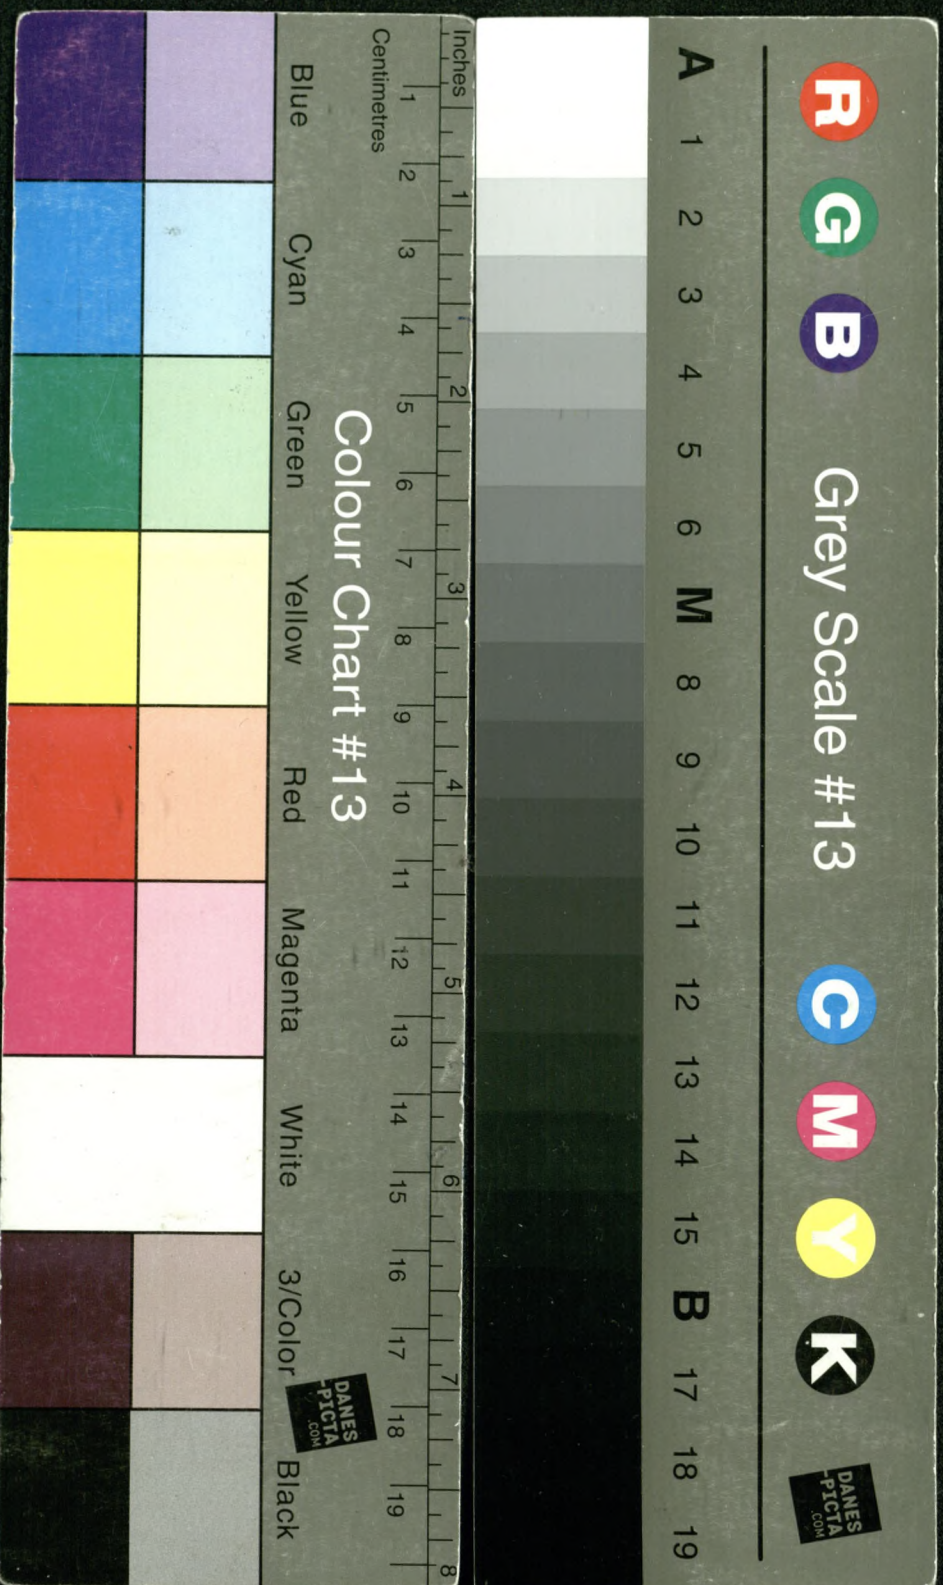 Blue Cyan Green Yellow Red Magenta White 3/Color Black
Colour Chart #13
Centimetres
1 2 3 4 5 6 7 8 9 10 11 12 13 14 15 16 17 18 19
Inches
1 2 3 4 5 6 7 8
DANES
-PICTA
.COM
A 1 2 3 4 5 6 M 8 9 10 11 12 13 14 15 B 17 18 19
R G B
Grey Scale #13
C M Y K
DANES
-PICTA
.COM